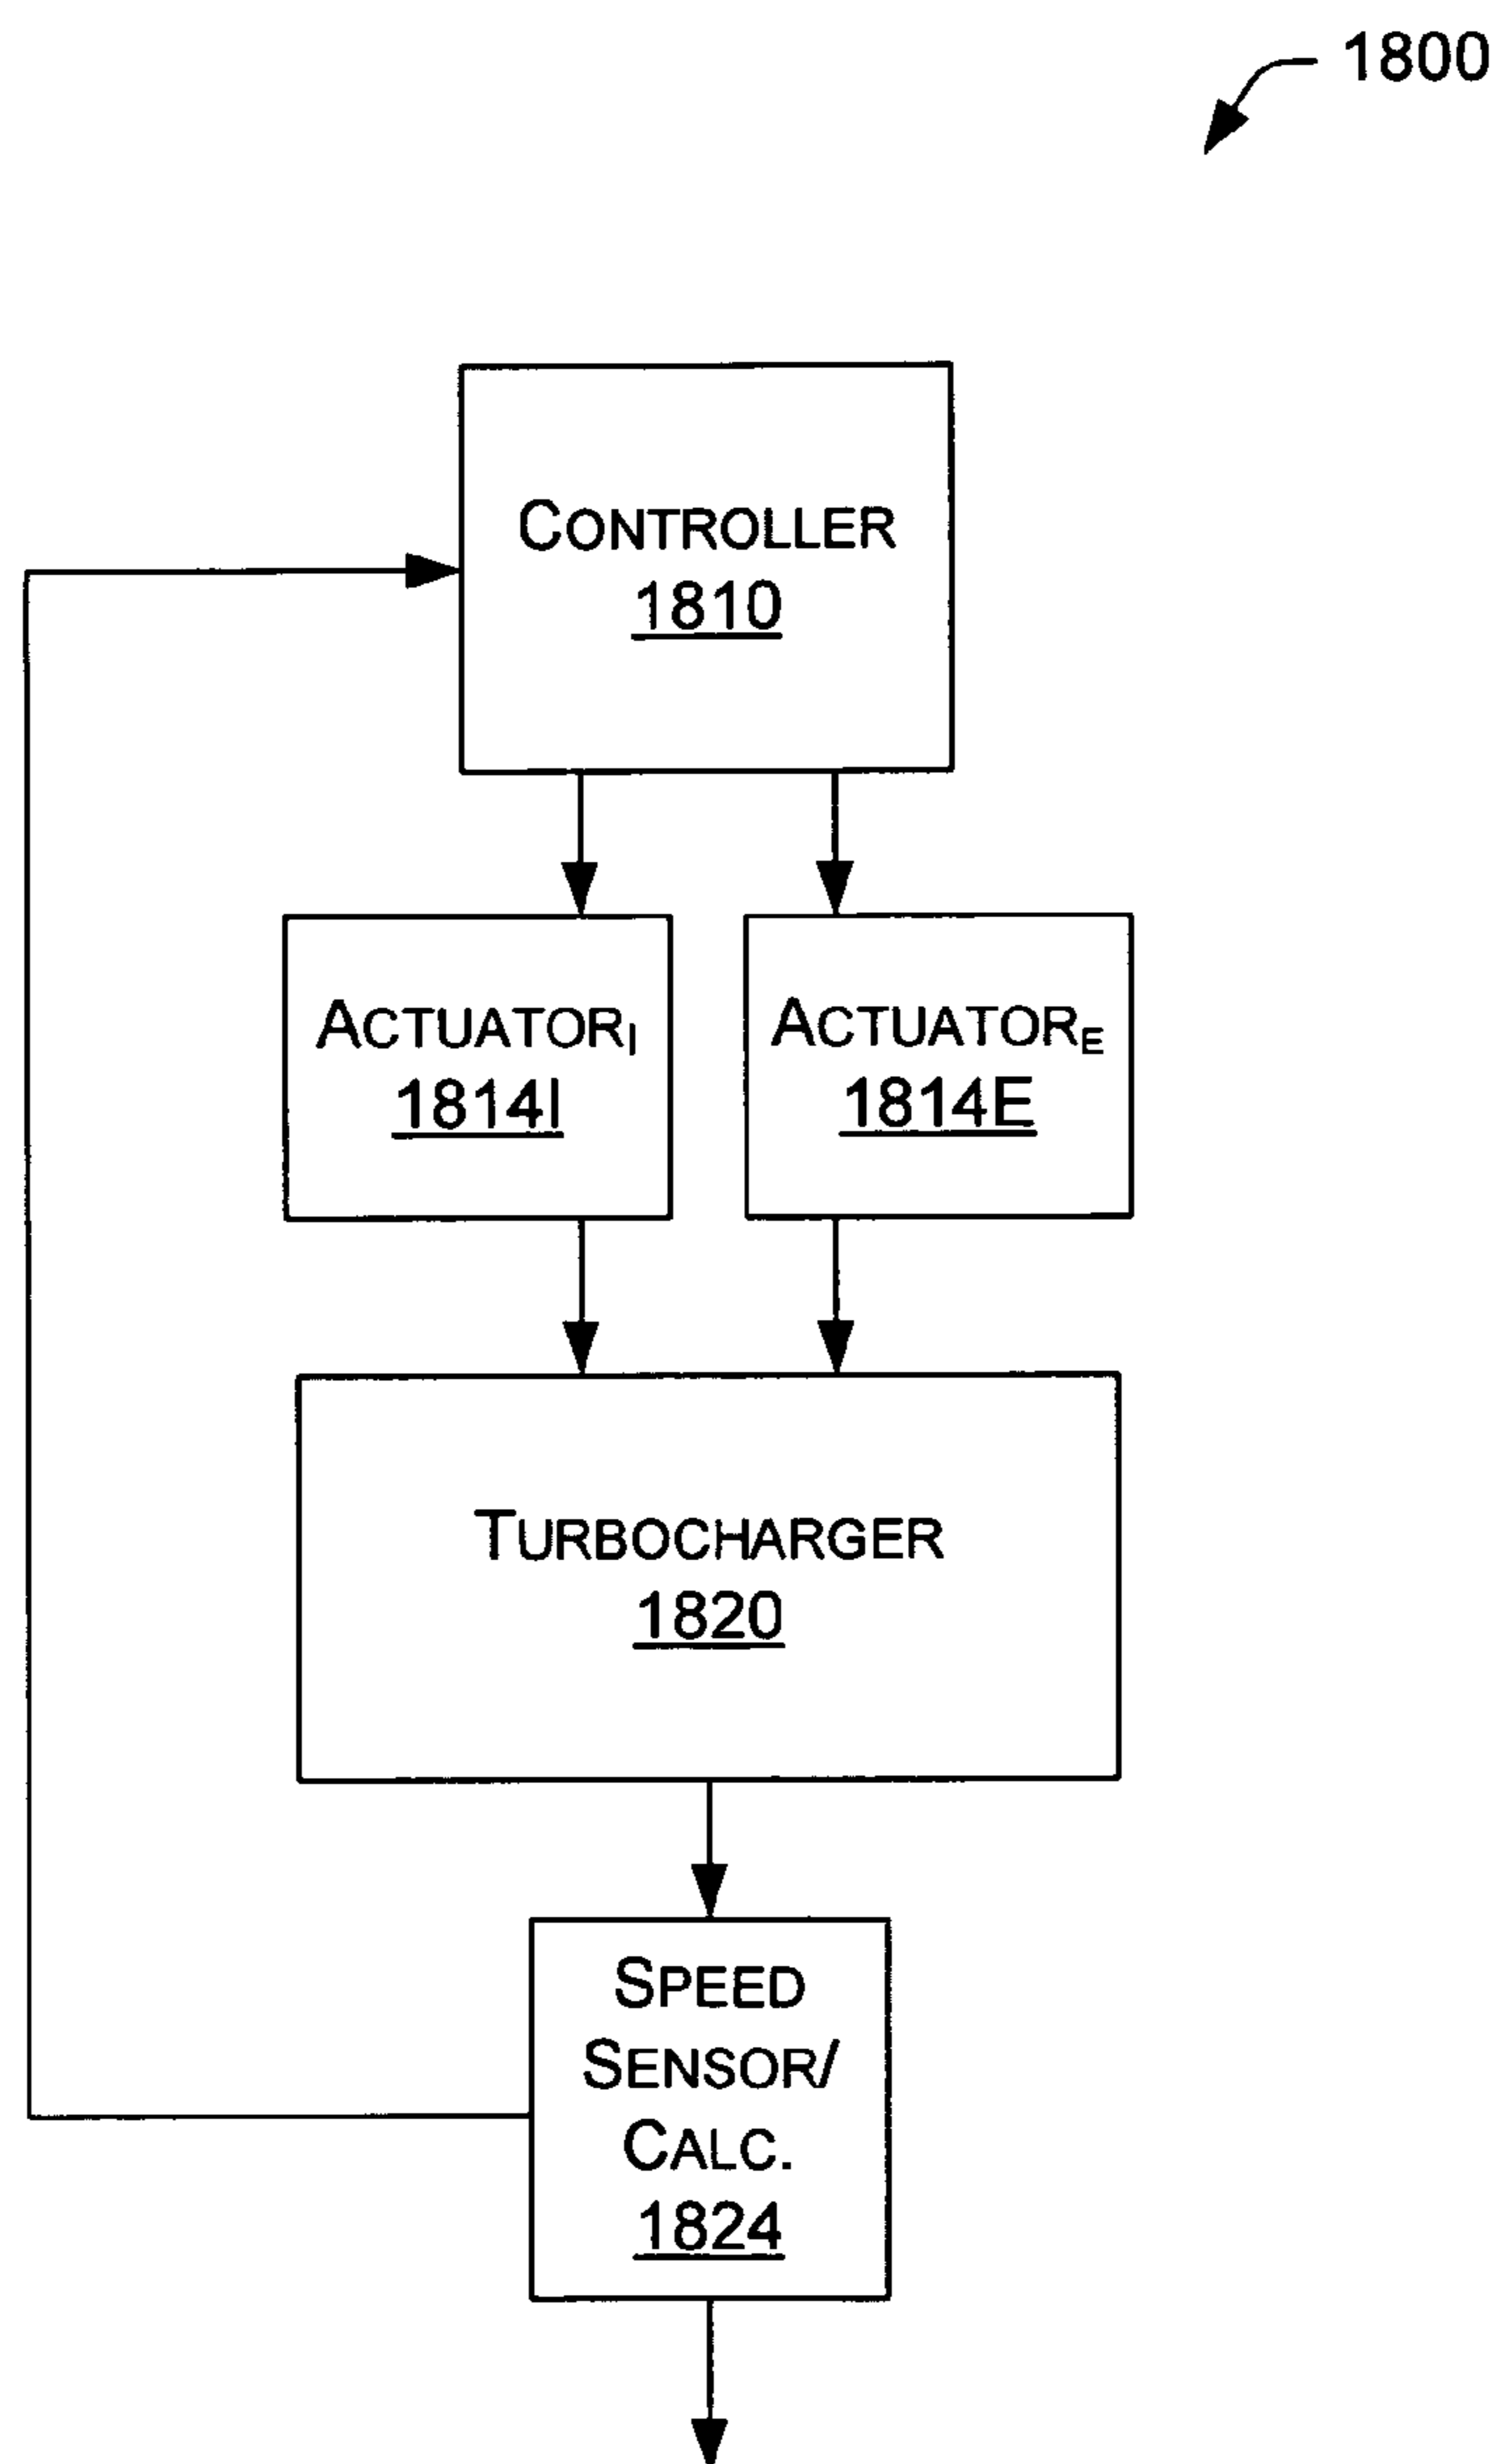 1800
CONTROLLER
1810
ACTUATORI
1814I
ACTUATORE
1814E
TURBOCHARGER
1820
SPEED
SENSOR/
CALC.
1824